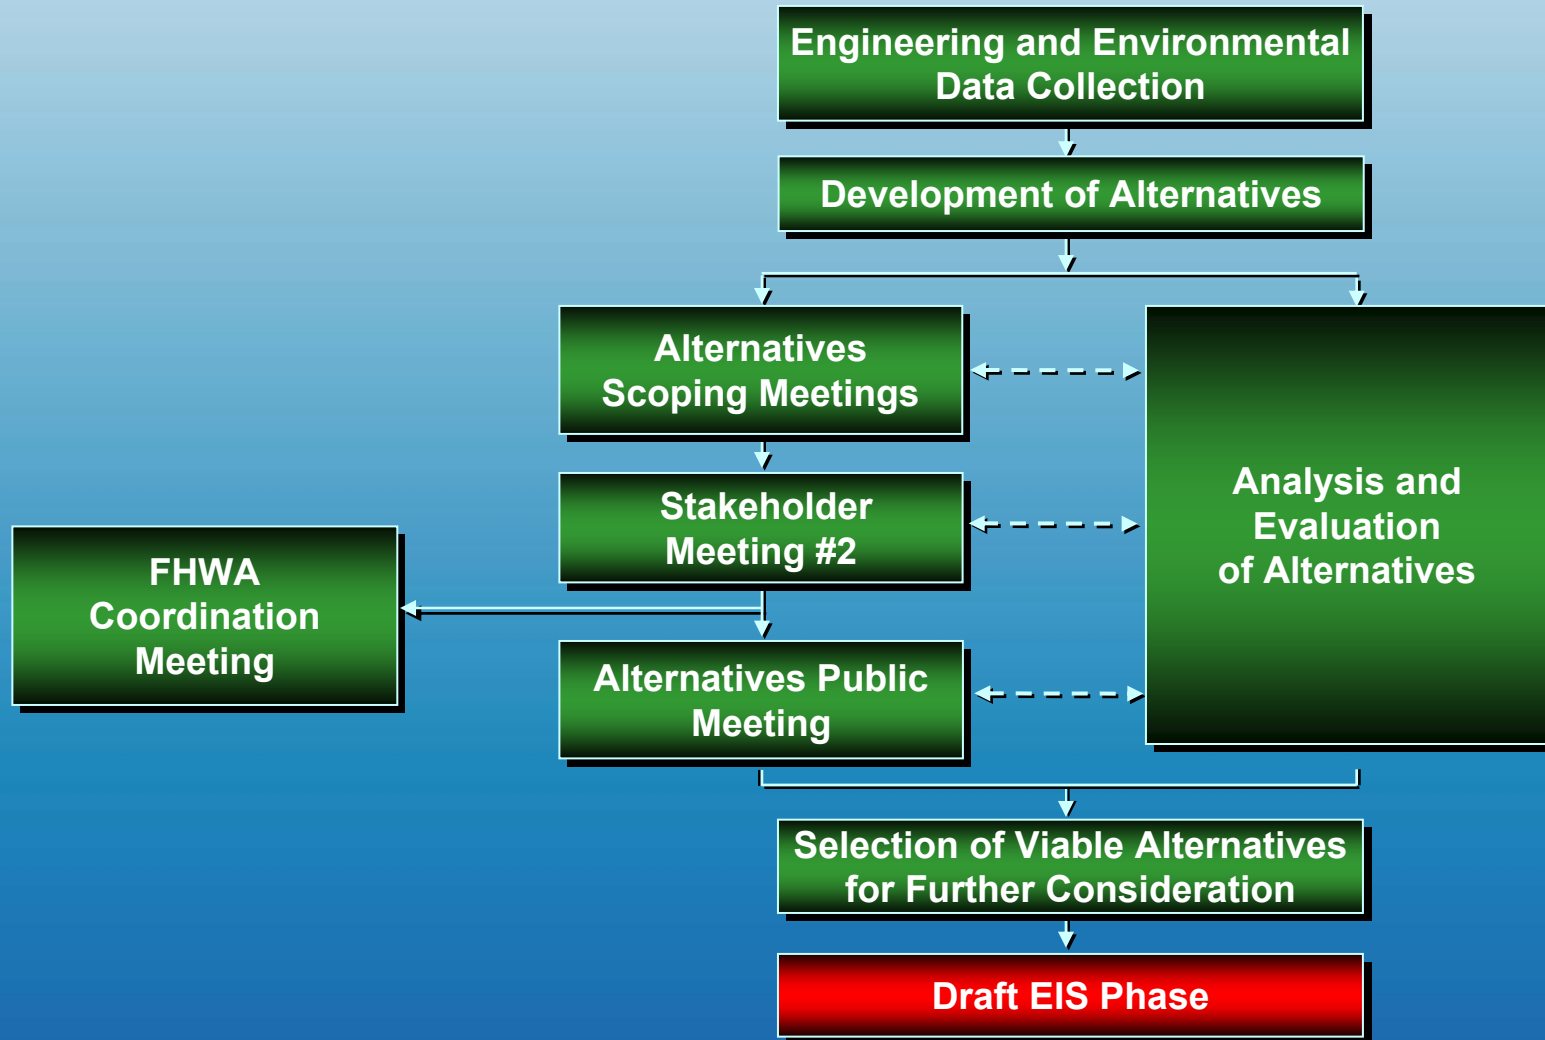 Engineering and Environmental
Data Collection
Development of Alternatives
Alternatives
Scoping Meetings
Stakeholder
Meeting #2
FHWA
Coordination
Meeting
Alternatives Public
Meeting
Analysis and
Evaluation
of Alternatives
Selection of Viable Alternatives
for Further Consideration
Draft EIS Phase